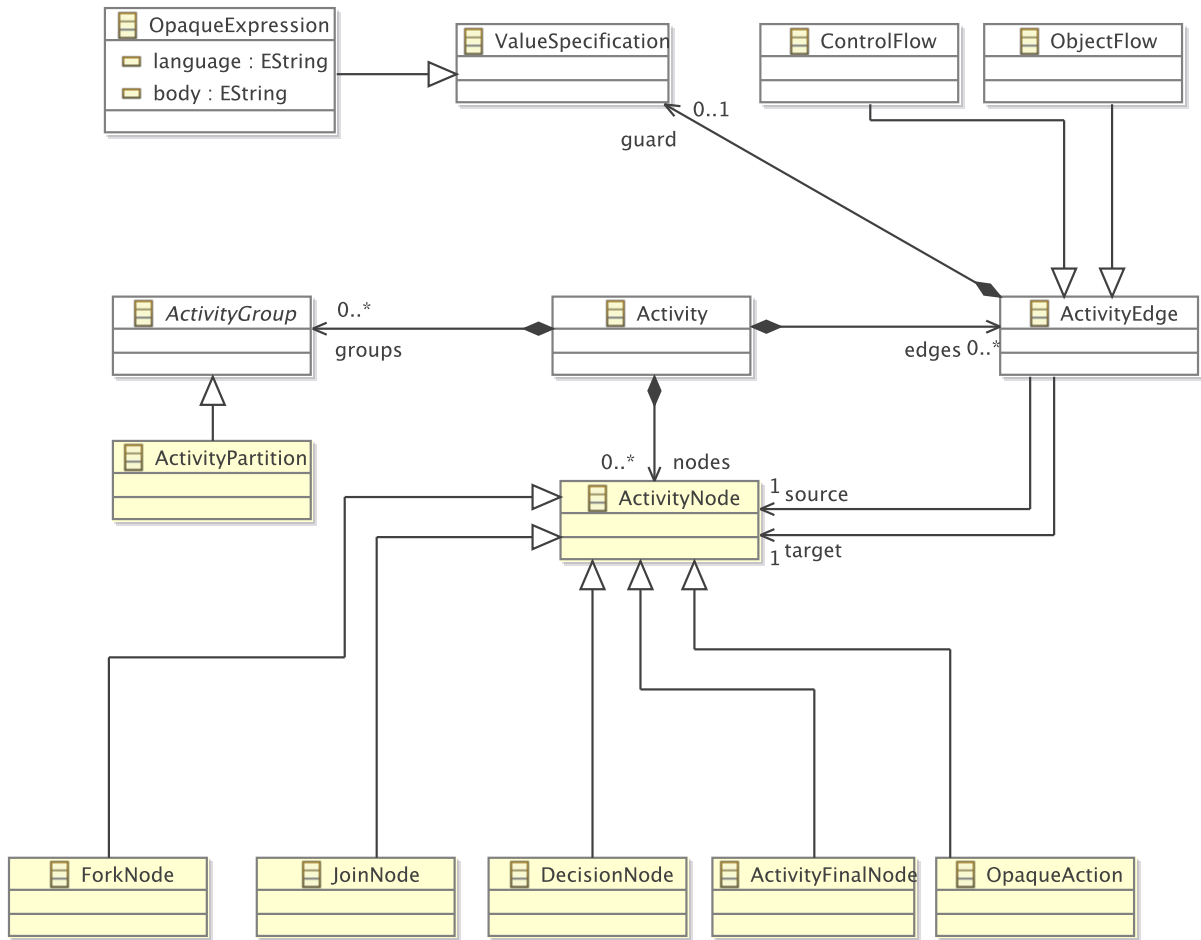 OpaqueExpression
language : EString
body : EString
ValueSpecification
ControlFlow
ObjectFlow
0..1
guard
ActivityGroup
0..*
groups
Activity
edges 0..*
ActivityEdge
ActivityPartition
0..* nodes
ActivityNode
1 source
1 target
ForkNode
JoinNode
DecisionNode
ActivityFinalNode
OpaqueAction